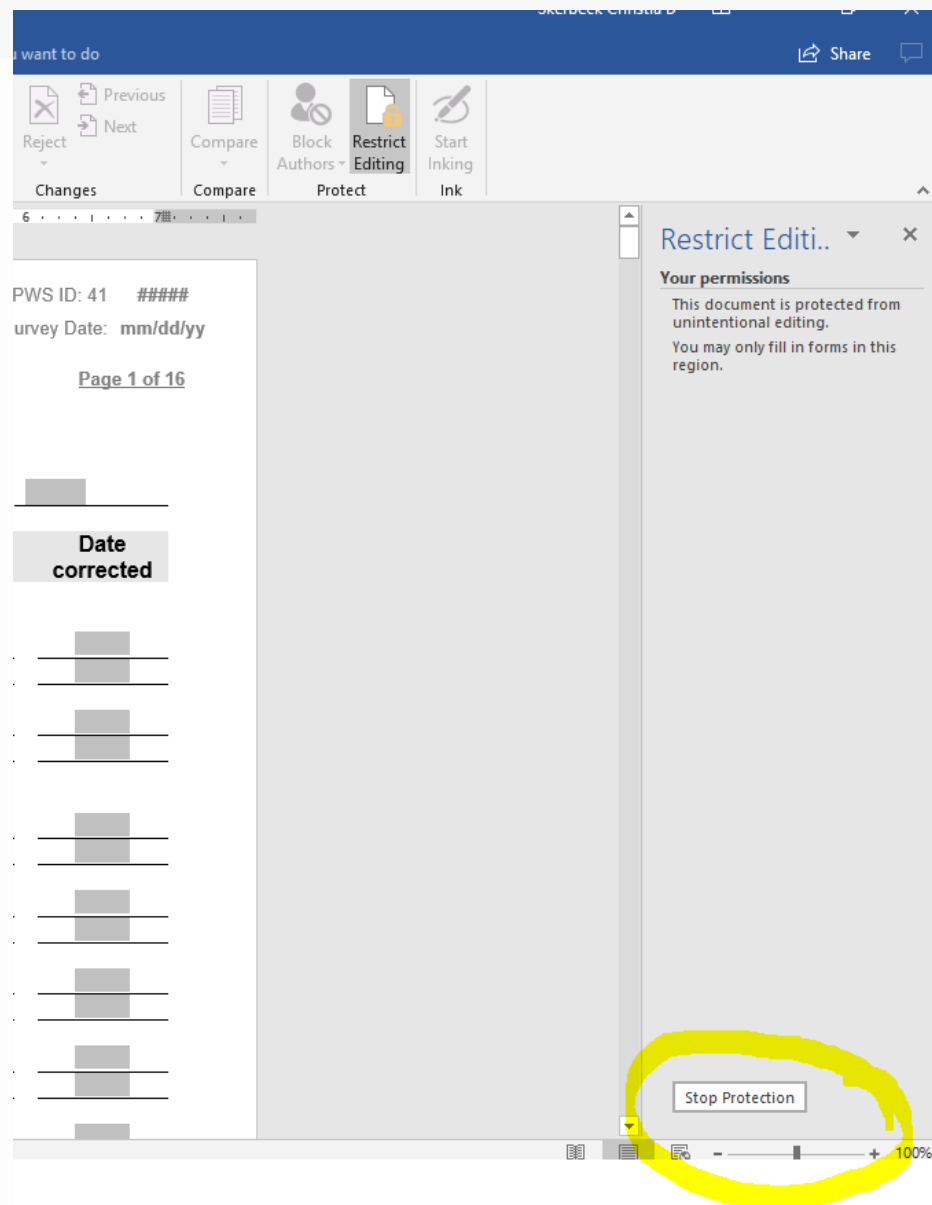 u want to do
Share
Previous
Next
Reject
Compare
Block
Authors
Restrict
Editing
Start
Inking
Changes
Compare
Protect
Ink
6
7
Restrict Editi..
Your permissions
This document is protected from
unintentional editing.
You may only fill in forms in this
region.
PWS ID: 41 #####
urvey Date: mm/dd/yy
Page 1 of 16
Date
corrected
Stop Protection
- + 100%